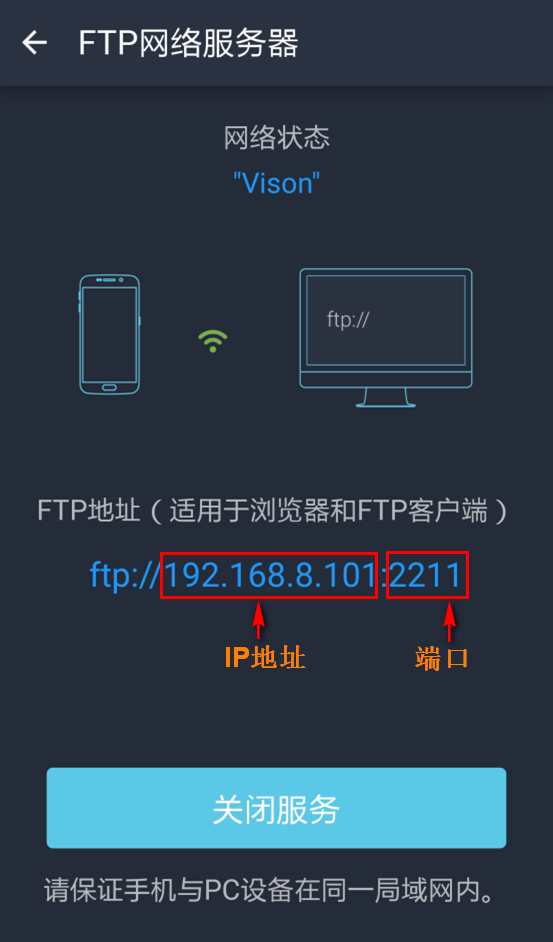 FTP网络服务器
网络状态
"Vison"
ftp://
FTP地址（适用于浏览器和FTP客户端）
ftp://192.168.8.101:2211
IP地址 端口
关闭服务
请保证手机与PC设备在同一局域网内。